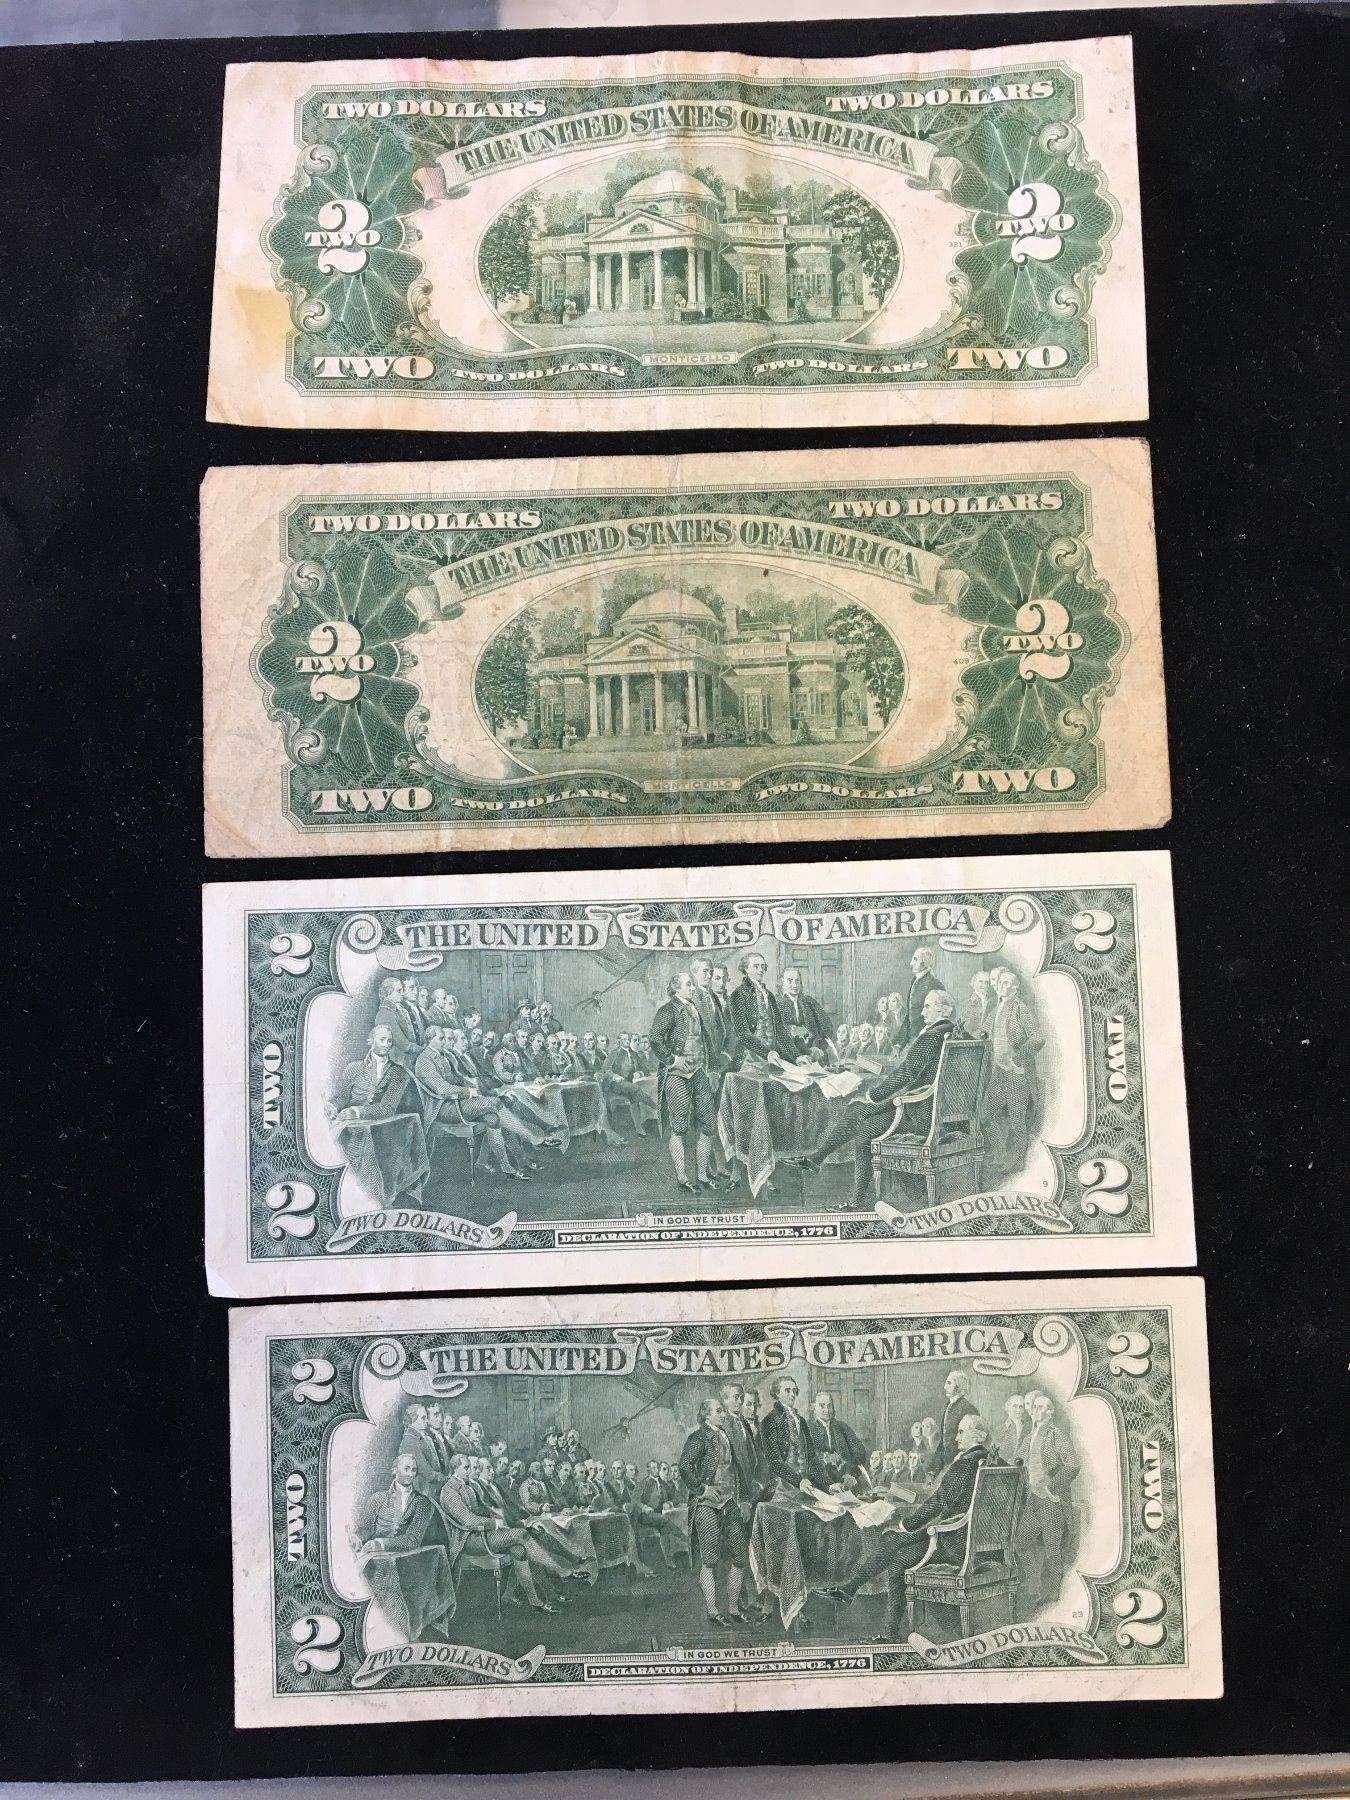 TWO DOLLARS TWO DOLLARS
THE UNITED STATES OF AMERICA
2 2
TWO TWO
321
MONTICELLO
TWO TWO DOLLARS TWO DOLLARS TWO
TWO DOLLARS TWO DOLLARS
THE UNITED STATES OF AMERICA
2 2
TWO TWO
409
MONTICELLO
TWO TWO DOLLARS TWO DOLLARS TWO
2 THE UNITED STATES OF AMERICA 2
TWO TWO
9
2 TWO DOLLARS IN GOD WE TRUST TWO DOLLARS 2
DECLARATION OF INDEPENDENCE, 1776
2 THE UNITED STATES OF AMERICA 2
TWO TWO
23
2 TWO DOLLARS IN GOD WE TRUST TWO DOLLARS 2
DECLARATION OF INDEPENDENCE, 1776